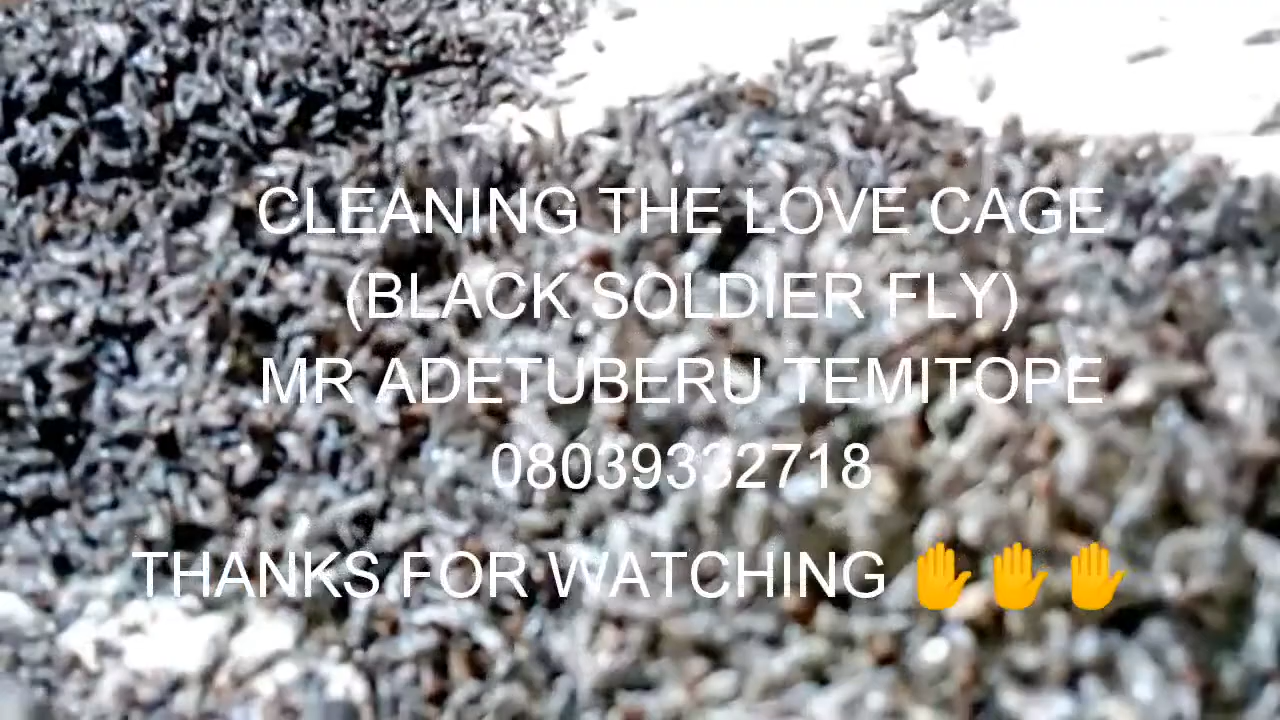 CLEANING THE LOVE CAGE
(BLACK SOLDIER FLY)
MR ADETUBERU TEMITOPE
08039332718
THANKS FOR WATCHING ✋✋✋